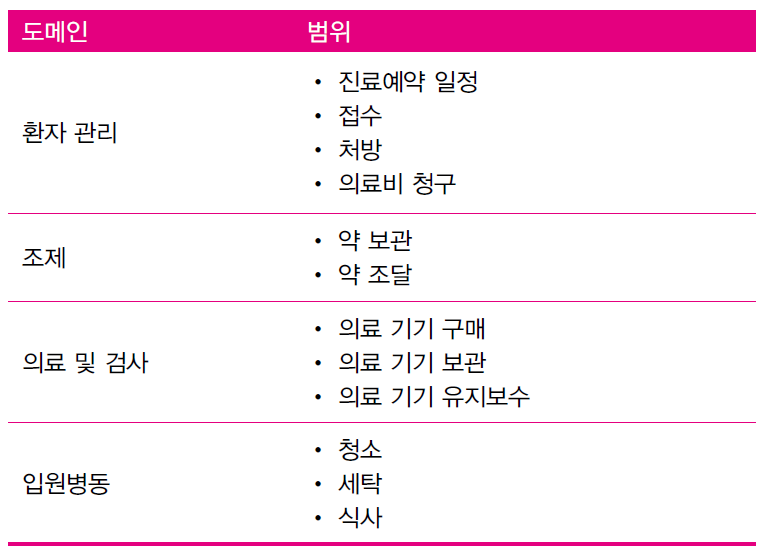 도메인 범위
환자 관리
• 진료예약 일정
• 접수
• 처방
• 의료비 청구
조제
• 약 보관
• 약 조달
의료 및 검사
• 의료 기기 구매
• 의료 기기 보관
• 의료 기기 유지보수
입원병동
• 청소
• 세탁
• 식사